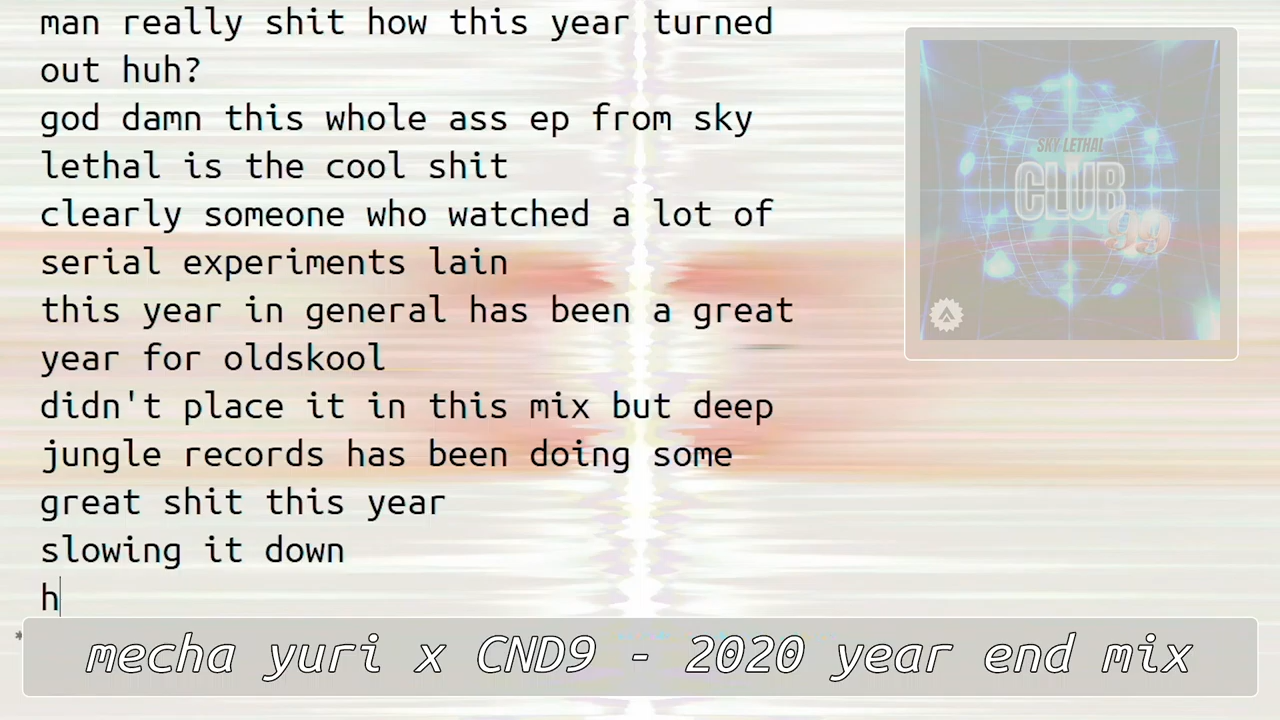 man really shit how this year turned
out huh?
god damn this whole ass ep from sky
lethal is the cool shit
clearly someone who watched a lot of
serial experiments lain
this year in general has been a great
year for oldskool
didn't place it in this mix but deep
jungle records has been doing some
great shit this year
slowing it down
h
*
mecha yuri x CND9 - 2020 year end mix
SKY LETHAL
CLUB
99